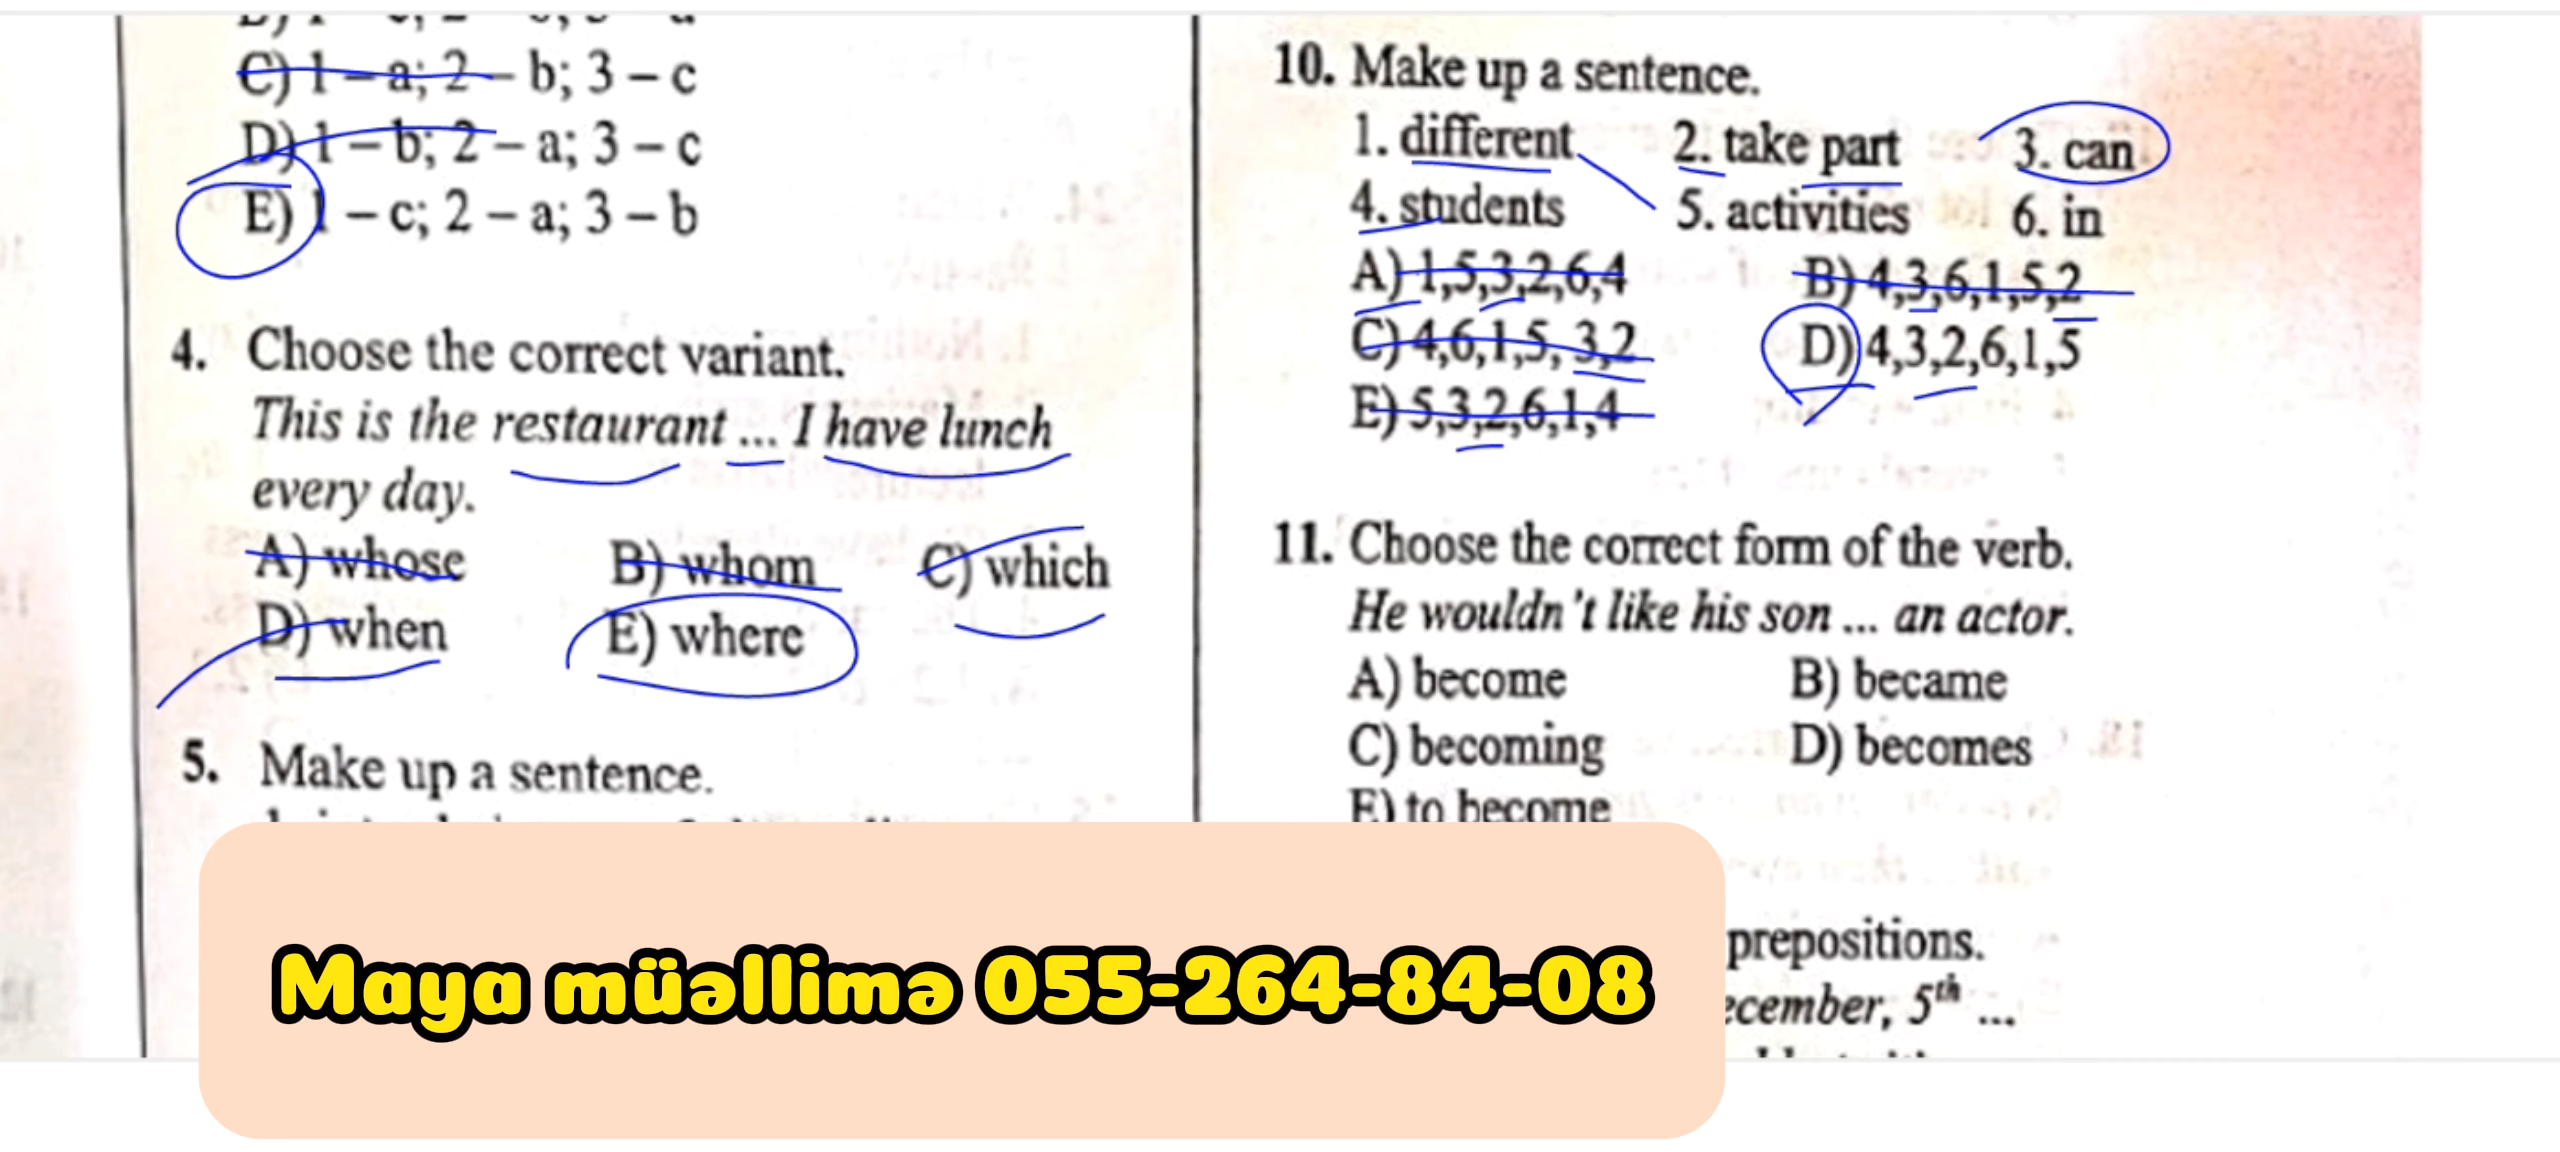 C) 1 – a; 2 – b; 3 – c
D) 1 – b; 2 – a; 3 – c
E) 1 – c; 2 – a; 3 – b
4. Choose the correct variant.
This is the restaurant ... I have lunch
every day.
A) whose B) whom C) which
D) when E) where
5. Make up a sentence.
10. Make up a sentence.
1. different 2. take part 3. can
4. students 5. activities 6. in
A) 1,5,3,2,6,4 B) 4,3,6,1,5,2
C) 4,6,1,5, 3,2 D) 4,3,2,6,1,5
E) 5,3,2,6,1,4
11. Choose the correct form of the verb.
He wouldn't like his son ... an actor.
A) become B) became
C) becoming D) becomes
E) to become
prepositions.
ecember, 5th ...
Maya müəllimə 055-264-84-08